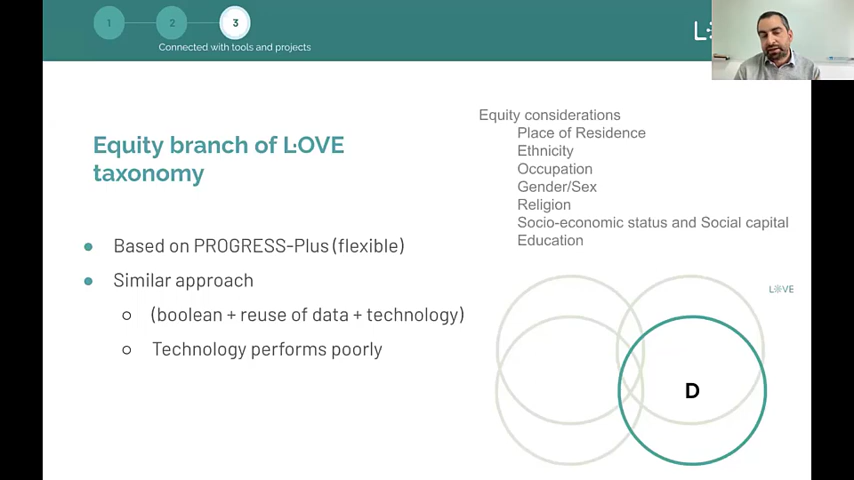 1
2
3
Connected with tools and projects
Equity branch of L·OVE
taxonomy
Based on PROGRESS-Plus (flexible)
Similar approach
(boolean + reuse of data + technology)
Technology performs poorly
Equity considerations
Place of Residence
Ethnicity
Occupation
Gender/Sex
Religion
Socio-economic status and Social capital
Education
L·OVE
D